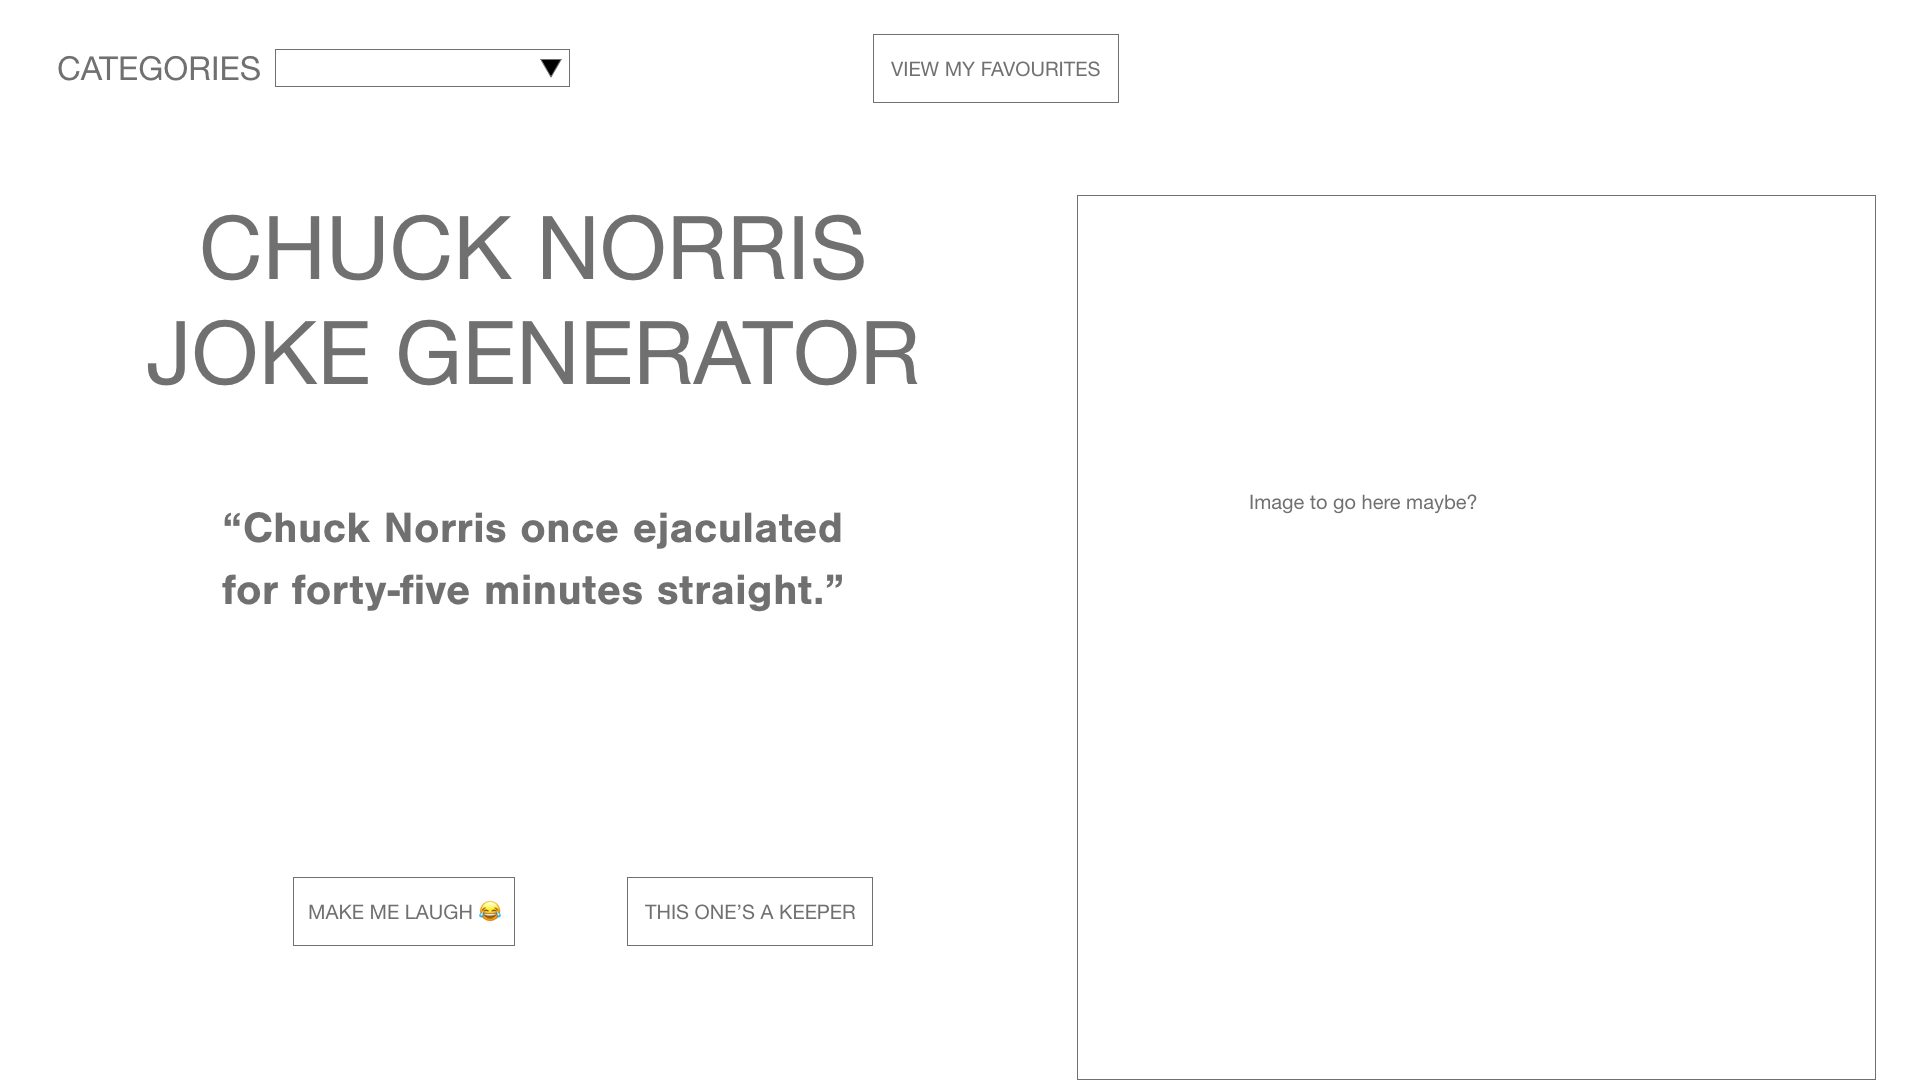 CATEGORIES
VIEW MY FAVOURITES
CHUCK NORRIS
JOKE GENERATOR
“Chuck Norris once ejaculated
for forty-five minutes straight.”
Image to go here maybe?
MAKE ME LAUGH 😂
THIS ONE’S A KEEPER